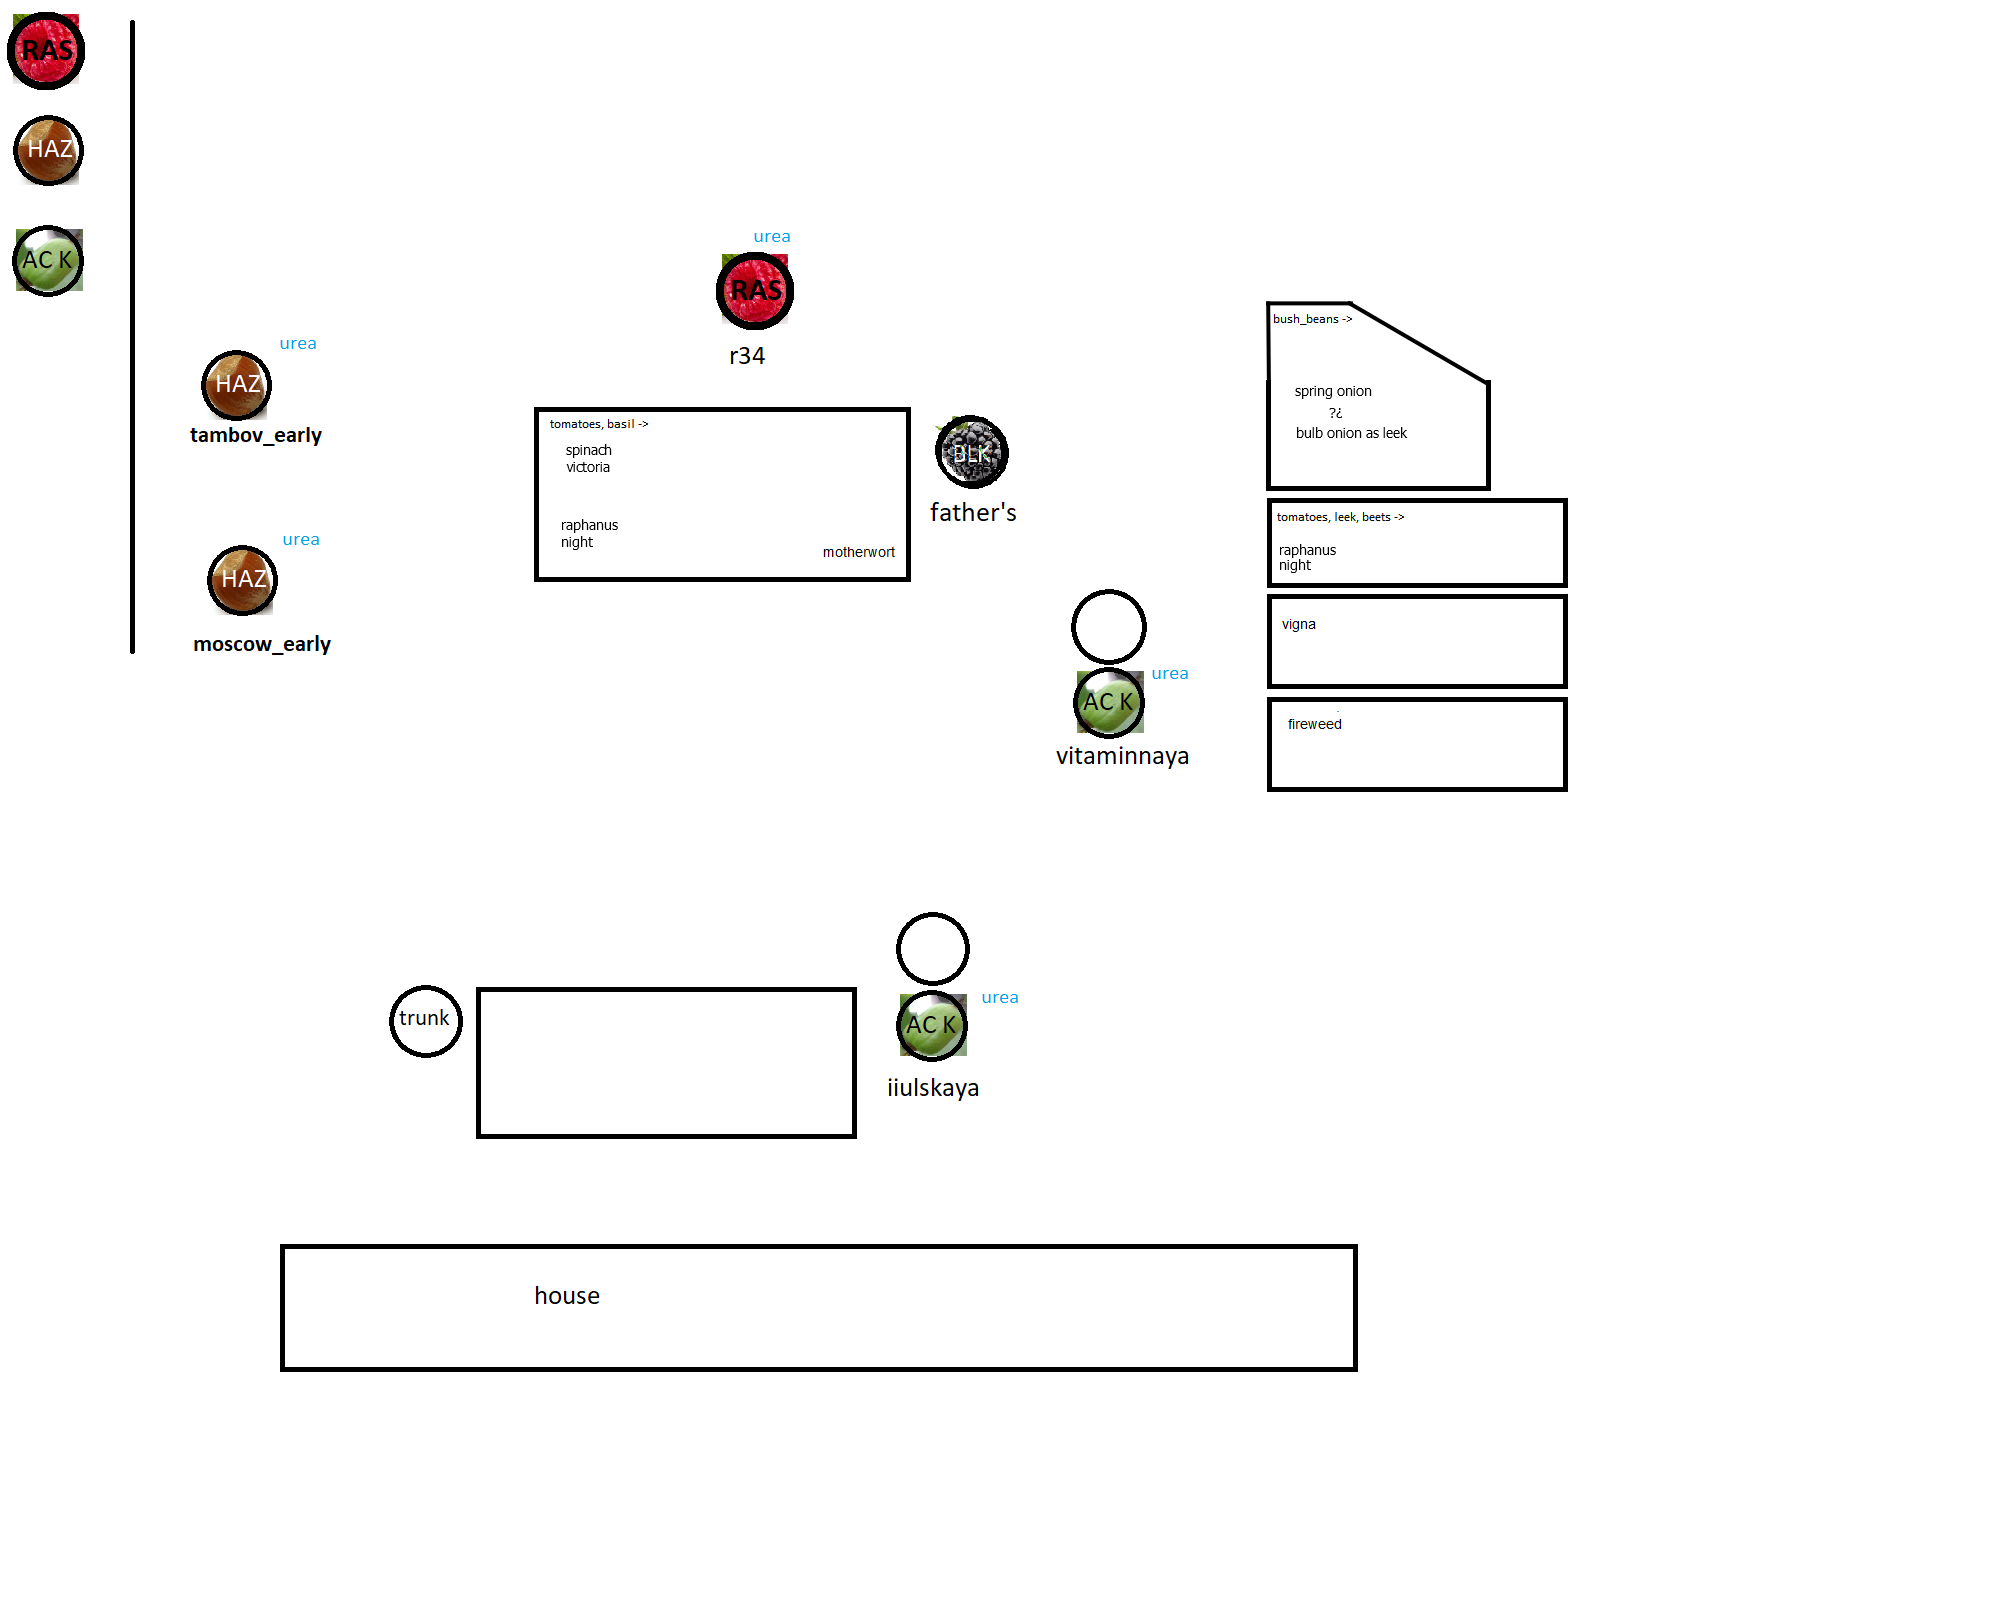 RAS
HAZ
AC K
urea
RAS
r34
urea
HAZ
tambov_early
urea
HAZ
moscow_early
tomatoes, basil ->
spinach
victoria
raphanus
night
motherwort
BLK
father's
bush_beans ->
spring onion
?¿
bulb onion as leek
tomatoes, leek, beets ->
raphanus
night
vigna
fireweed
urea
AC K
vitaminnaya
trunk
urea
AC K
iiulskaya
house